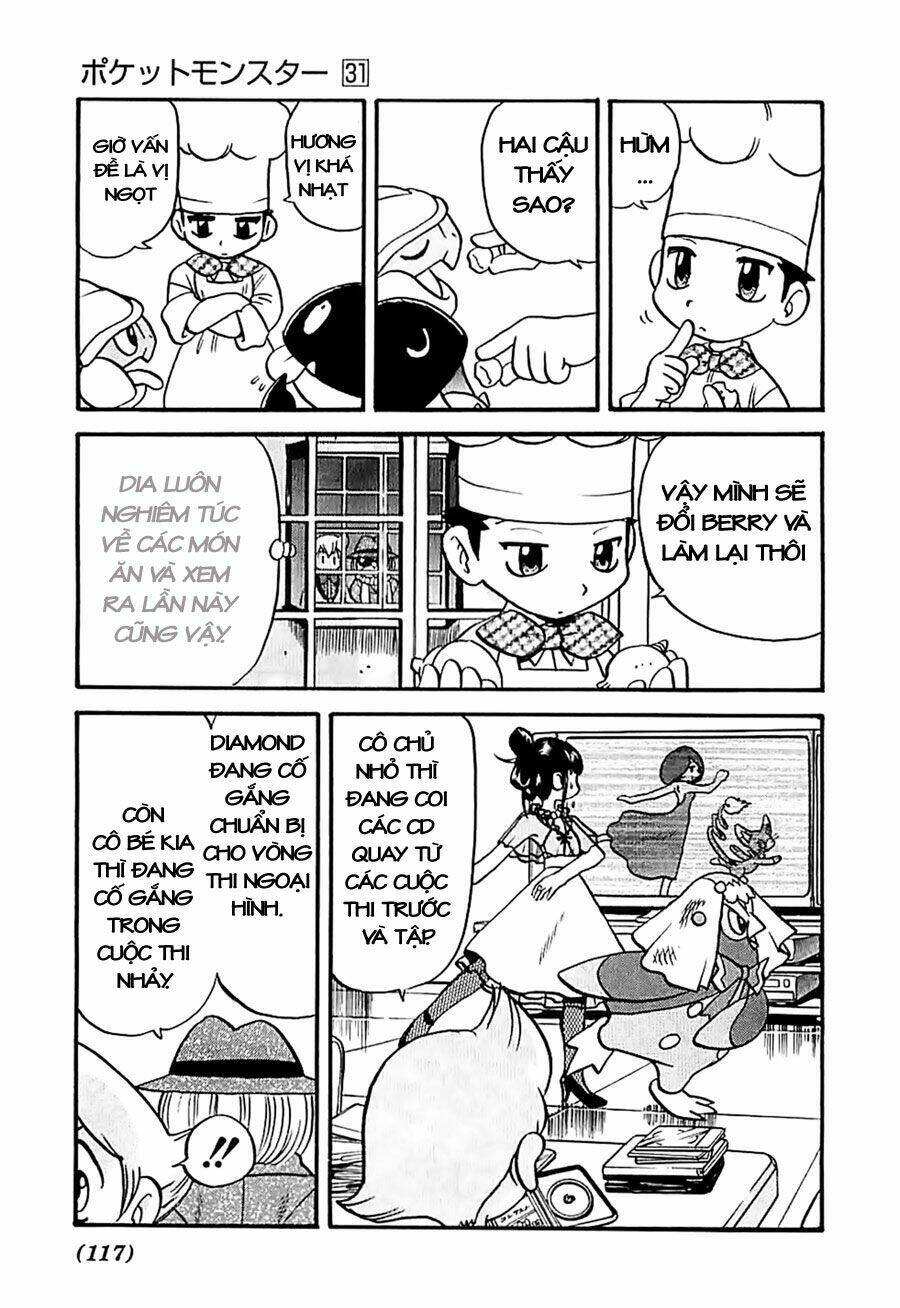 ポケットモンスター 31
HỪM
...
HAI CẬU
THẤY
SAO?
HƯƠNG
VỊ KHÁ
NHẠT
GIỜ VẤN
ĐỀ LÀ VỊ
NGỌT
VẬY MÌNH SẼ
ĐỔI BERRY VÀ
LÀM LẠI THÔI
DIA LUÔN
NGHIÊM TÚC
VỀ CÁC MÓN
ĂN VÀ XEM
RA LẦN NÀY
CŨNG VẬY.
CÔ CHỦ
NHỎ THÌ
ĐANG COI
CÁC CD
QUAY TỪ
CÁC CUỘC
THI TRƯỚC
VÀ TẬP.
DIAMOND
ĐANG CỐ
GẮNG
CHUẨN BỊ
CHO VÒNG
THI NGOẠI
HÌNH.
CÒN
CÔ BÉ KIA
THÌ ĐANG
CỐ GẮNG
TRONG
CUỘC THI
NHẢY.
!!
(117)